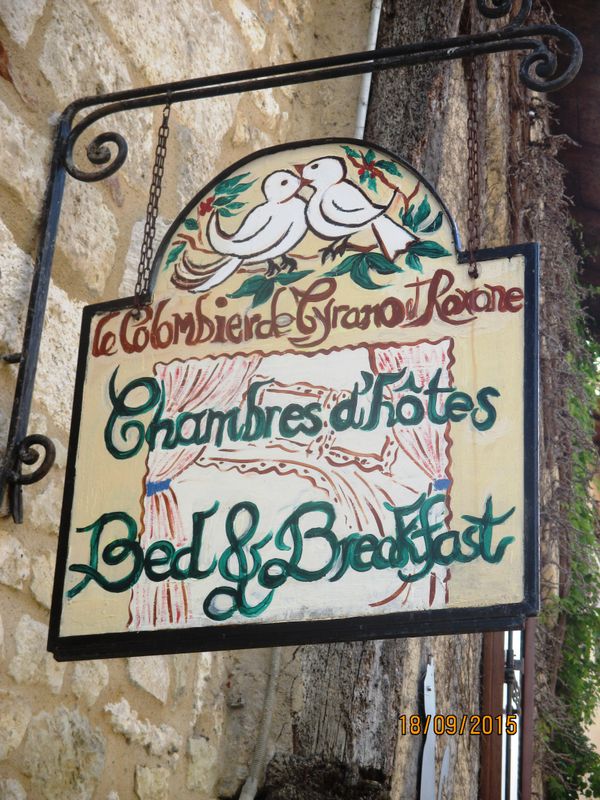 Le Colombier de Cyrano et Roxane
Chambres d'hôtes
Bed & Breakfast
18/09/2015